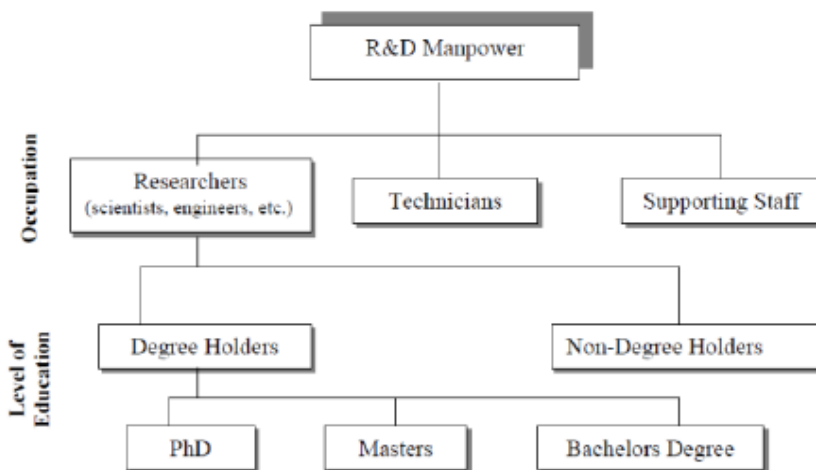 R&D Manpower
Occupation
Researchers
(scientists, engineers, etc.)
Technicians
Supporting Staff
Level of
Education
Degree Holders
Non-Degree Holders
PhD
Masters
Bachelors Degree